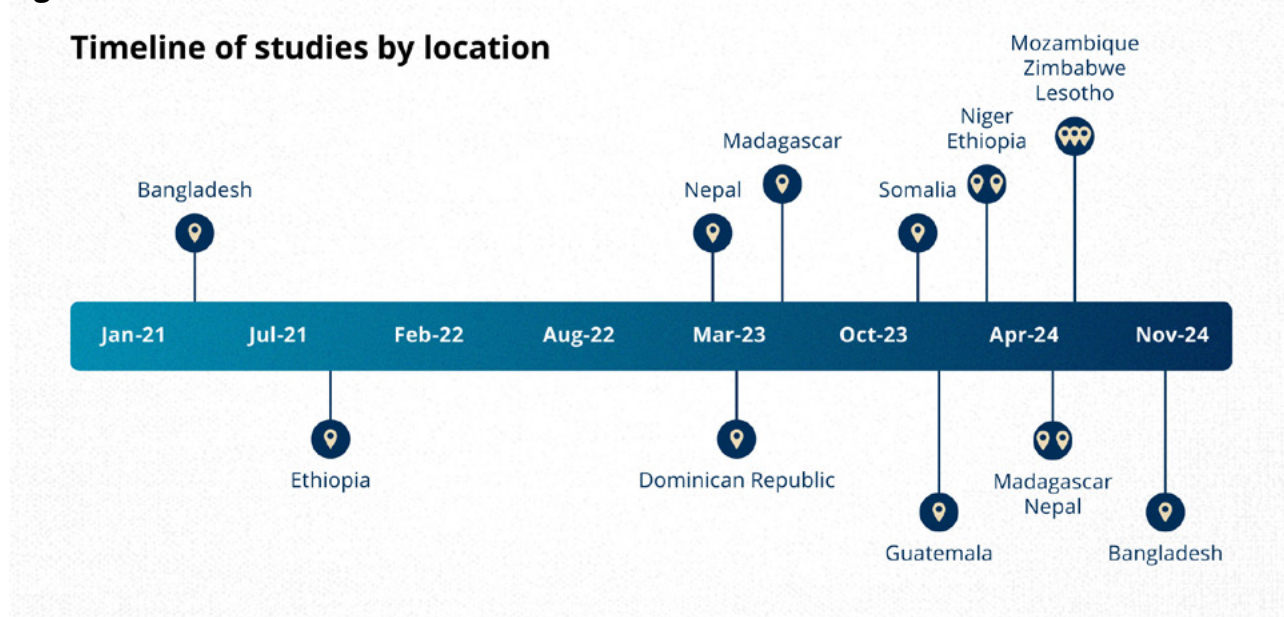 Timeline of studies by location
Mozambique
Zimbabwe
Lesotho
Niger
Ethiopia
Madagascar
Bangladesh
Nepal
Somalia
Jan-21
Jul-21
Feb-22
Aug-22
Mar-23
Oct-23
Apr-24
Nov-24
Ethiopia
Dominican Republic
Madagascar
Nepal
Guatemala
Bangladesh